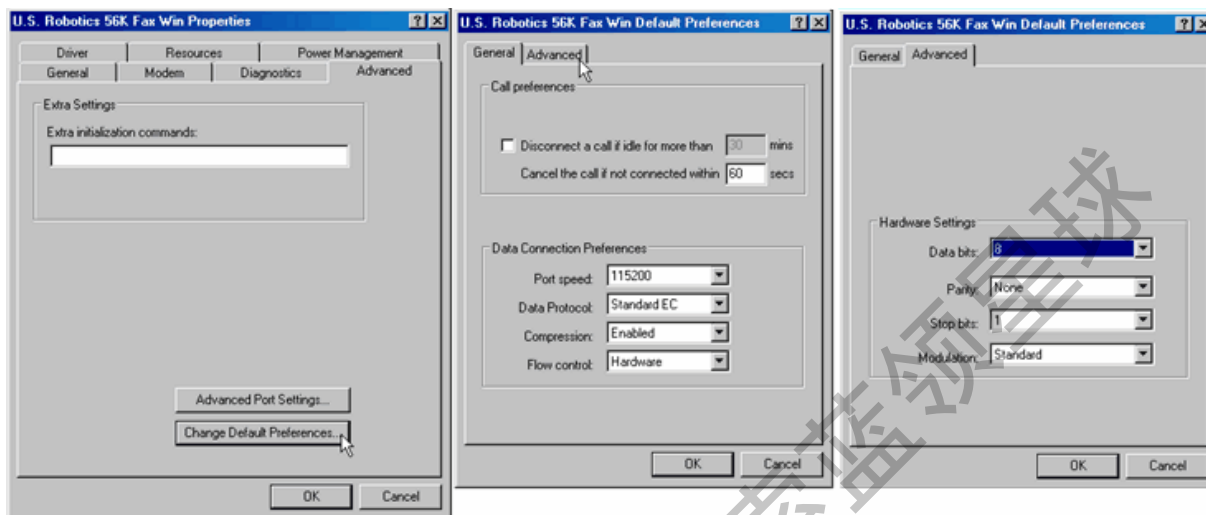 U.S. Robotics 56K Fax Win Properties
Driver Resources Power Management
General Modem Diagnostics Advanced
Extra Settings
Extra initialization commands:
Advanced Port Settings...
Change Default Preferences...
OK Cancel
U.S. Robotics 56K Fax Win Default Preferences
General Advanced
Call preferences
Disconnect a call if idle for more than 30 mins
Cancel the call if not connected within 60 secs
Data Connection Preferences
Port speed: 115200
Data Protocol: Standard EC
Compression: Enabled
Flow control: Hardware
OK Cancel
U.S. Robotics 56K Fax Win Default Preferences
General Advanced
Hardware Settings
Data bits: 8
Parity: None
Stop bits: 1
Modulation: Standard
OK Cancel
蓝领星球